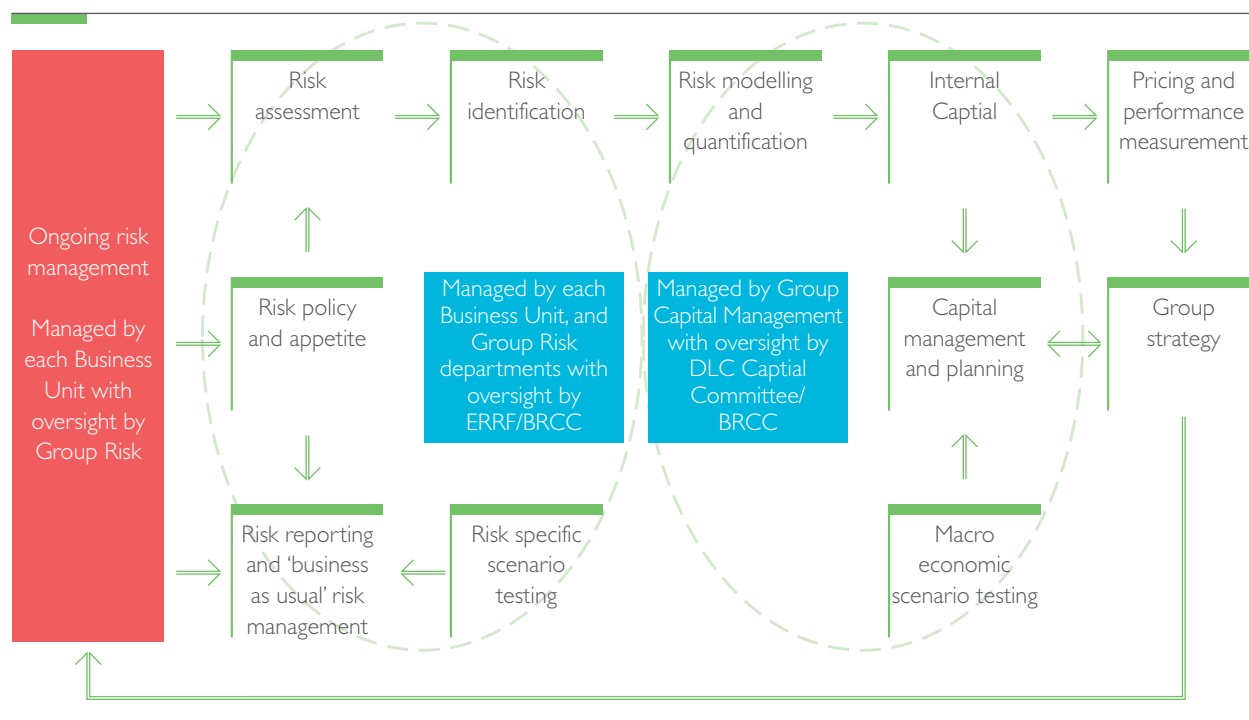 Ongoing risk
management
Managed by
each Business
Unit with
oversight by
Group Risk
Risk
assessment
Risk
identification
Risk modelling
and
quantification
Internal
Captial
Pricing and
performance
measurement
Risk policy
and appetite
Managed by each
Business Unit, and
Group Risk
departments with
oversight by
ERRF/BRCC
Managed by Group
Capital Management
with oversight by
DLC Captial
Committee/
BRCC
Capital
management
and planning
Group
strategy
Risk reporting
and ‘business
as usual’ risk
management
Risk specific
scenario
testing
Macro
economic
scenario testing